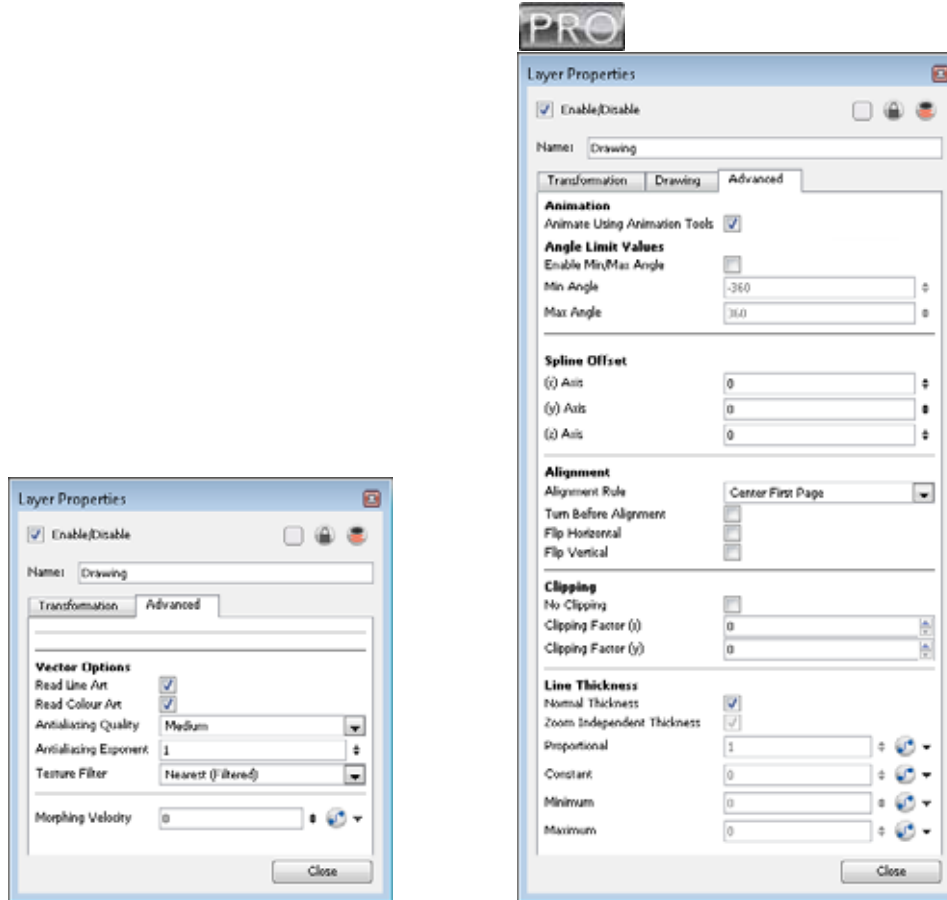 PRO
Layer Properties
Enable/Disable
Name: Drawing
Transformation Drawing Advanced
Animation
Animate Using Animation Tools
Angle Limit Values
Enable Min/Max Angle
Min Angle -360
Max Angle 360
Spline Offset
(x) Axis 0
(y) Axis 0
(z) Axis 0
Alignment
Alignment Rule Center First Page
Turn Before Alignment
Flip Horizontal
Flip Vertical
Clipping
No Clipping
Clipping Factor (x) 0
Clipping Factor (y) 0
Line Thickness
Normal Thickness
Zoom Independent Thickness
Proportional 1
Constant 0
Minimum 0
Maximum 0
Close
Layer Properties
Enable/Disable
Name: Drawing
Transformation Advanced
Vector Options
Read Line Art
Read Colour Art
Antialiasing Quality Medium
Antialiasing Exponent 1
Texture Filter Nearest (Filtered)
Morphing Velocity 0
Close